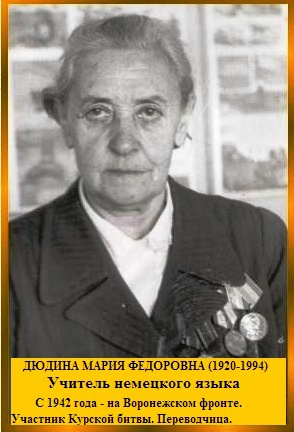 ДЮДИНА МАРИЯ ФЕДОРОВНА (1920-1994)
Учитель немецкого языка
С 1942 года - на Воронежском фронте.
Участник Курской битвы. Переводчица.